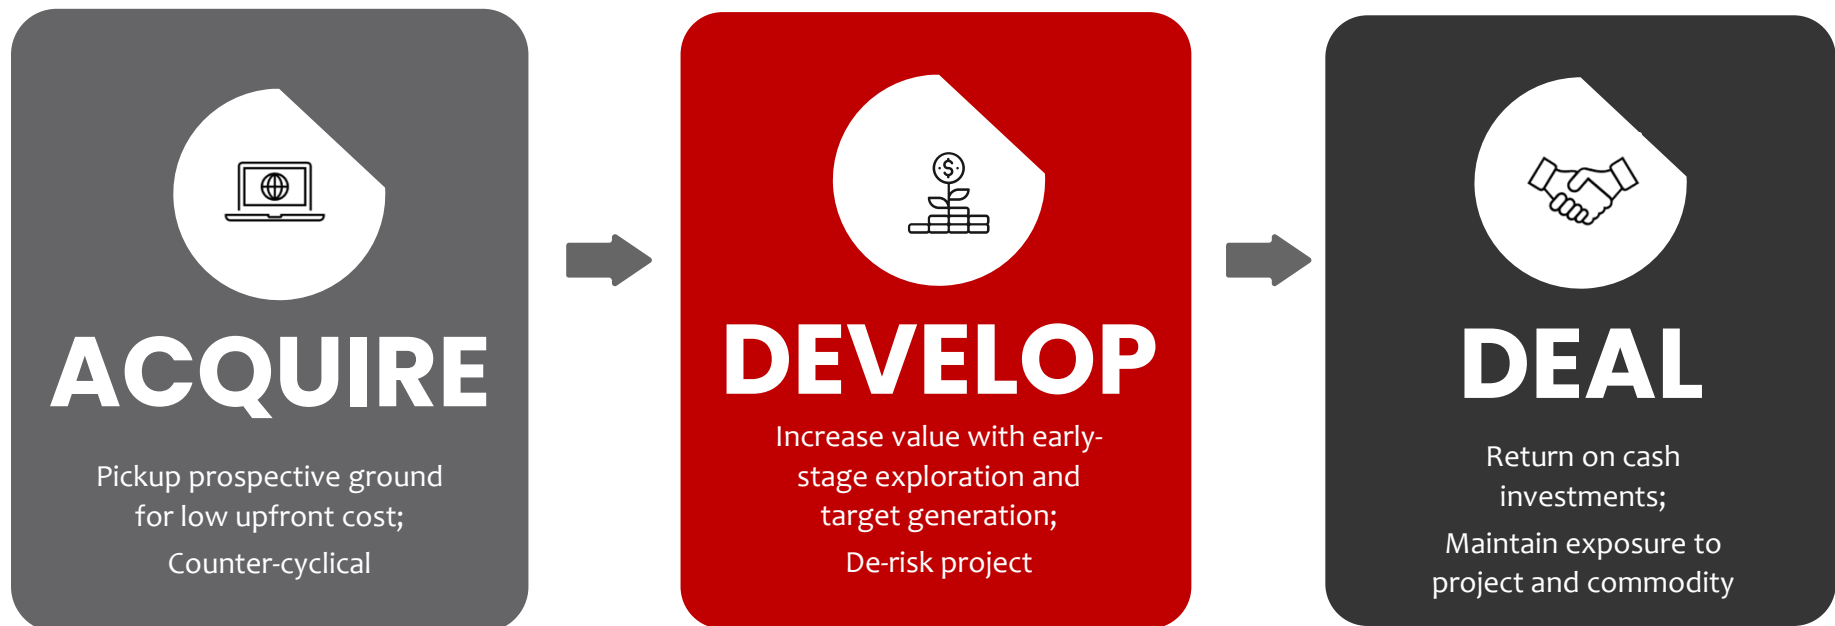 ACQUIRE
Pickup prospective ground
for low upfront cost;
Counter-cyclical
$
DEVELOP
Increase value with early-
stage exploration and
target generation;
De-risk project
DEAL
Return on cash
investments;
Maintain exposure to
project and commodity